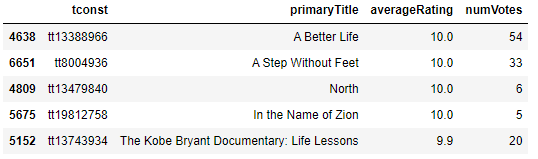 tconst primaryTitle averageRating numVotes
4638 tt13388966 A Better Life 10.0 54
6651 tt8004936 A Step Without Feet 10.0 33
4809 tt13479840 North 10.0 6
5675 tt19812758 In the Name of Zion 10.0 5
5152 tt13743934 The Kobe Bryant Documentary: Life Lessons 9.9 20